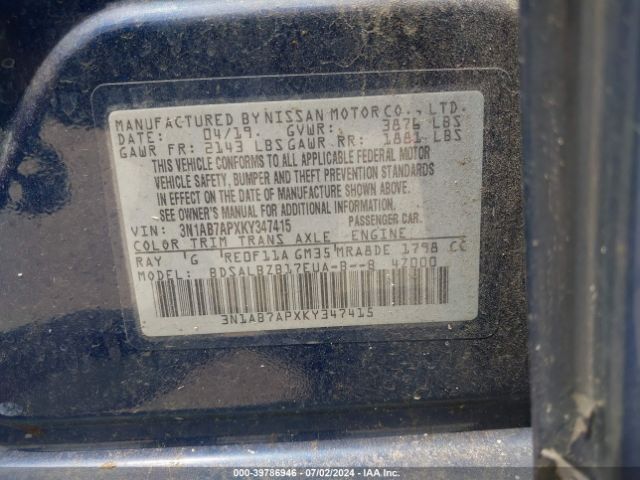 MANUFACTURED BY NISSAN MOTOR CO., LTD.
DATE: 04/19. GVWR: 3876 LBS
GAWR FR: 2143 LBS GAWR RR: 1881 LBS
THIS VEHICLE CONFORMS TO ALL APPLICABLE FEDERAL MOTOR
VEHICLE SAFETY, BUMPER AND THEFT PREVENTION STANDARDS
IN EFFECT ON THE DATE OF MANUFACTURE SHOWN ABOVE.
SEE OWNER'S MANUAL FOR ADDITIONAL INFORMATION.
VIN: 3N1AB7APXKY347415 PASSENGER CAR.
COLOR TRIM TRANS AXLE ENGINE
RAY G RE0F11A GM35 MRA8DE 1798 CC
MODEL: BDSALBZB17EUA-B--B 4Z000
3N1AB7APXKY347415
000-39786946 07/02/2024 IAA Inc.